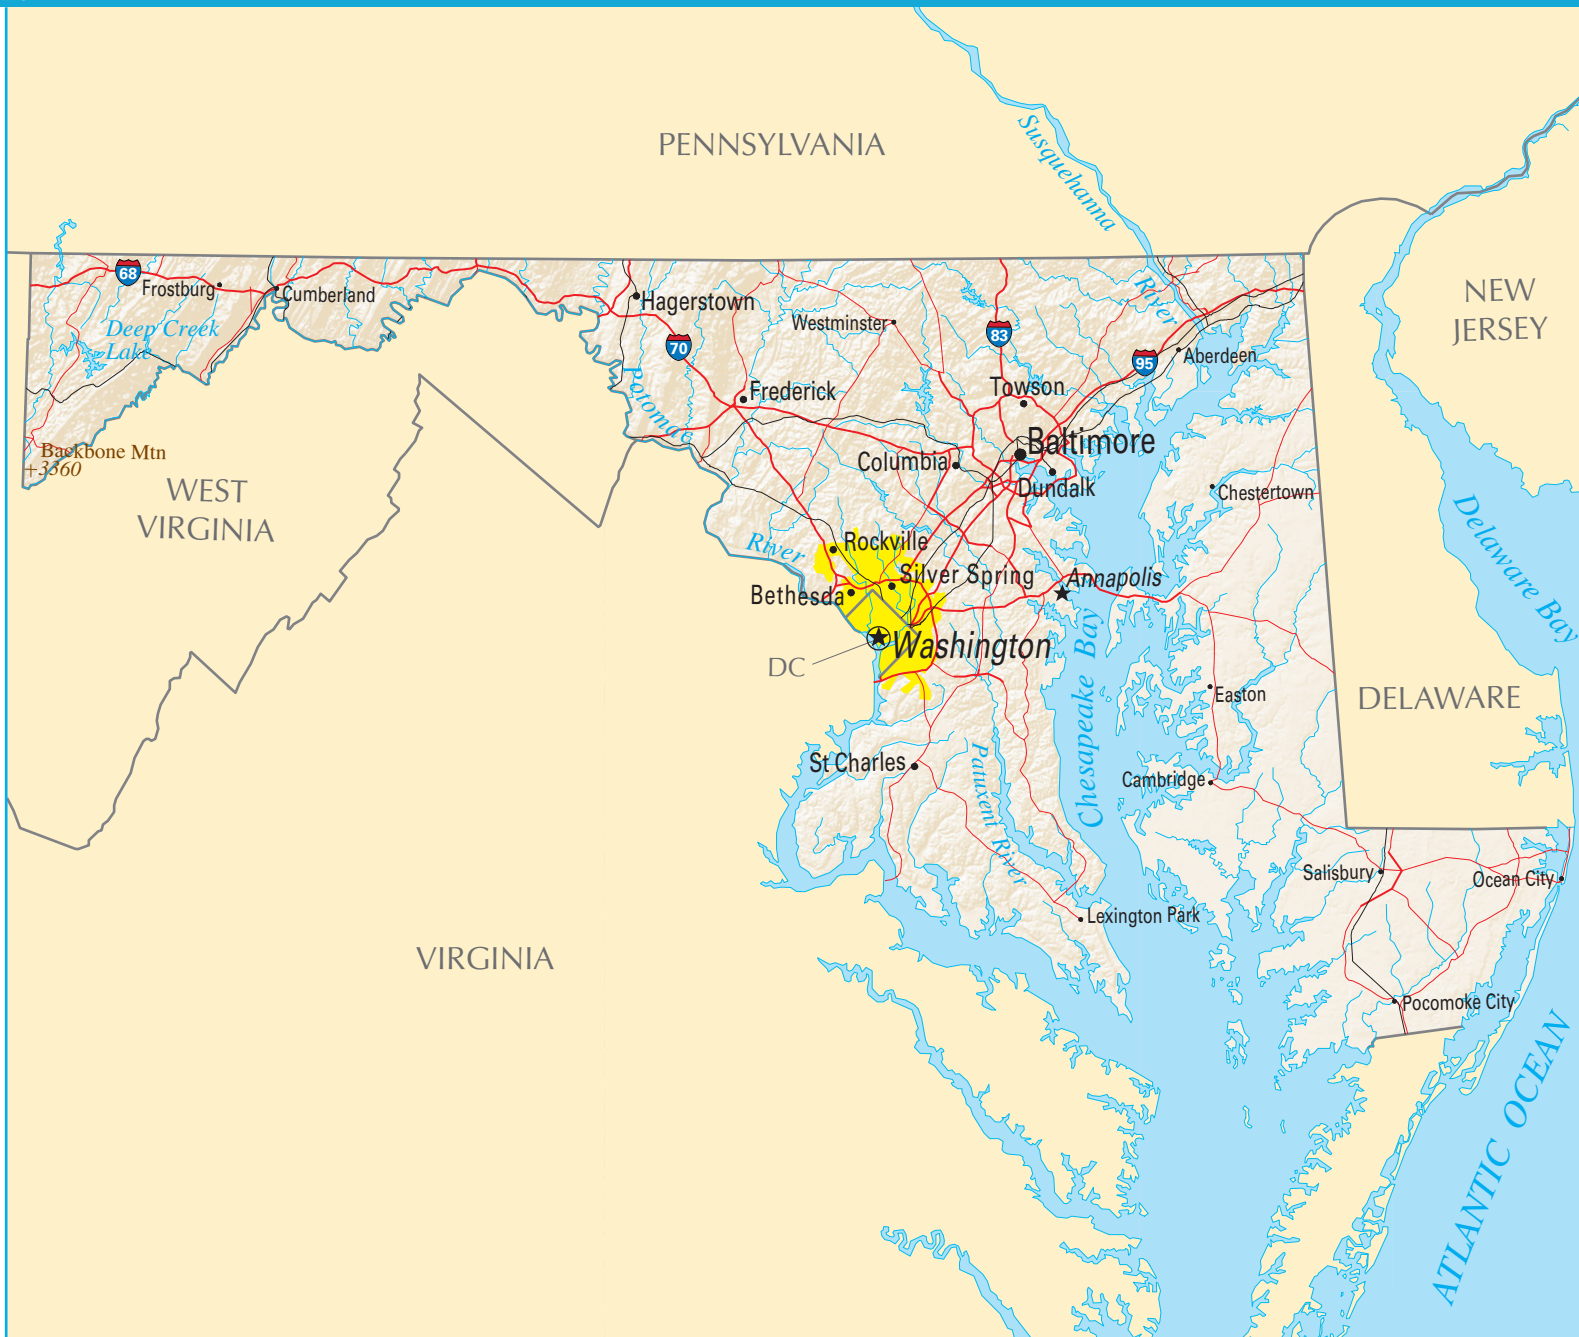 PENNSYLVANIA
Susquehanna
River
68
Frostburg
Cumberland
Hagerstown
NEW
JERSEY
Deep Creek
Lake
Westminster
83
70
95
Aberdeen
Potomac
Frederick
Towson
Baltimore
Backbone Mtn
+3360
Columbia
Dundalk
WEST
VIRGINIA
Chestertown
Delaware Bay
River
Rockville
Silver Spring
Annapolis
Bethesda
Washington
DC
Chesapeake Bay
Easton
DELAWARE
St Charles
Patuxent River
Cambridge
Salisbury
Ocean City
Lexington Park
VIRGINIA
Pocomoke City
ATLANTIC OCEAN